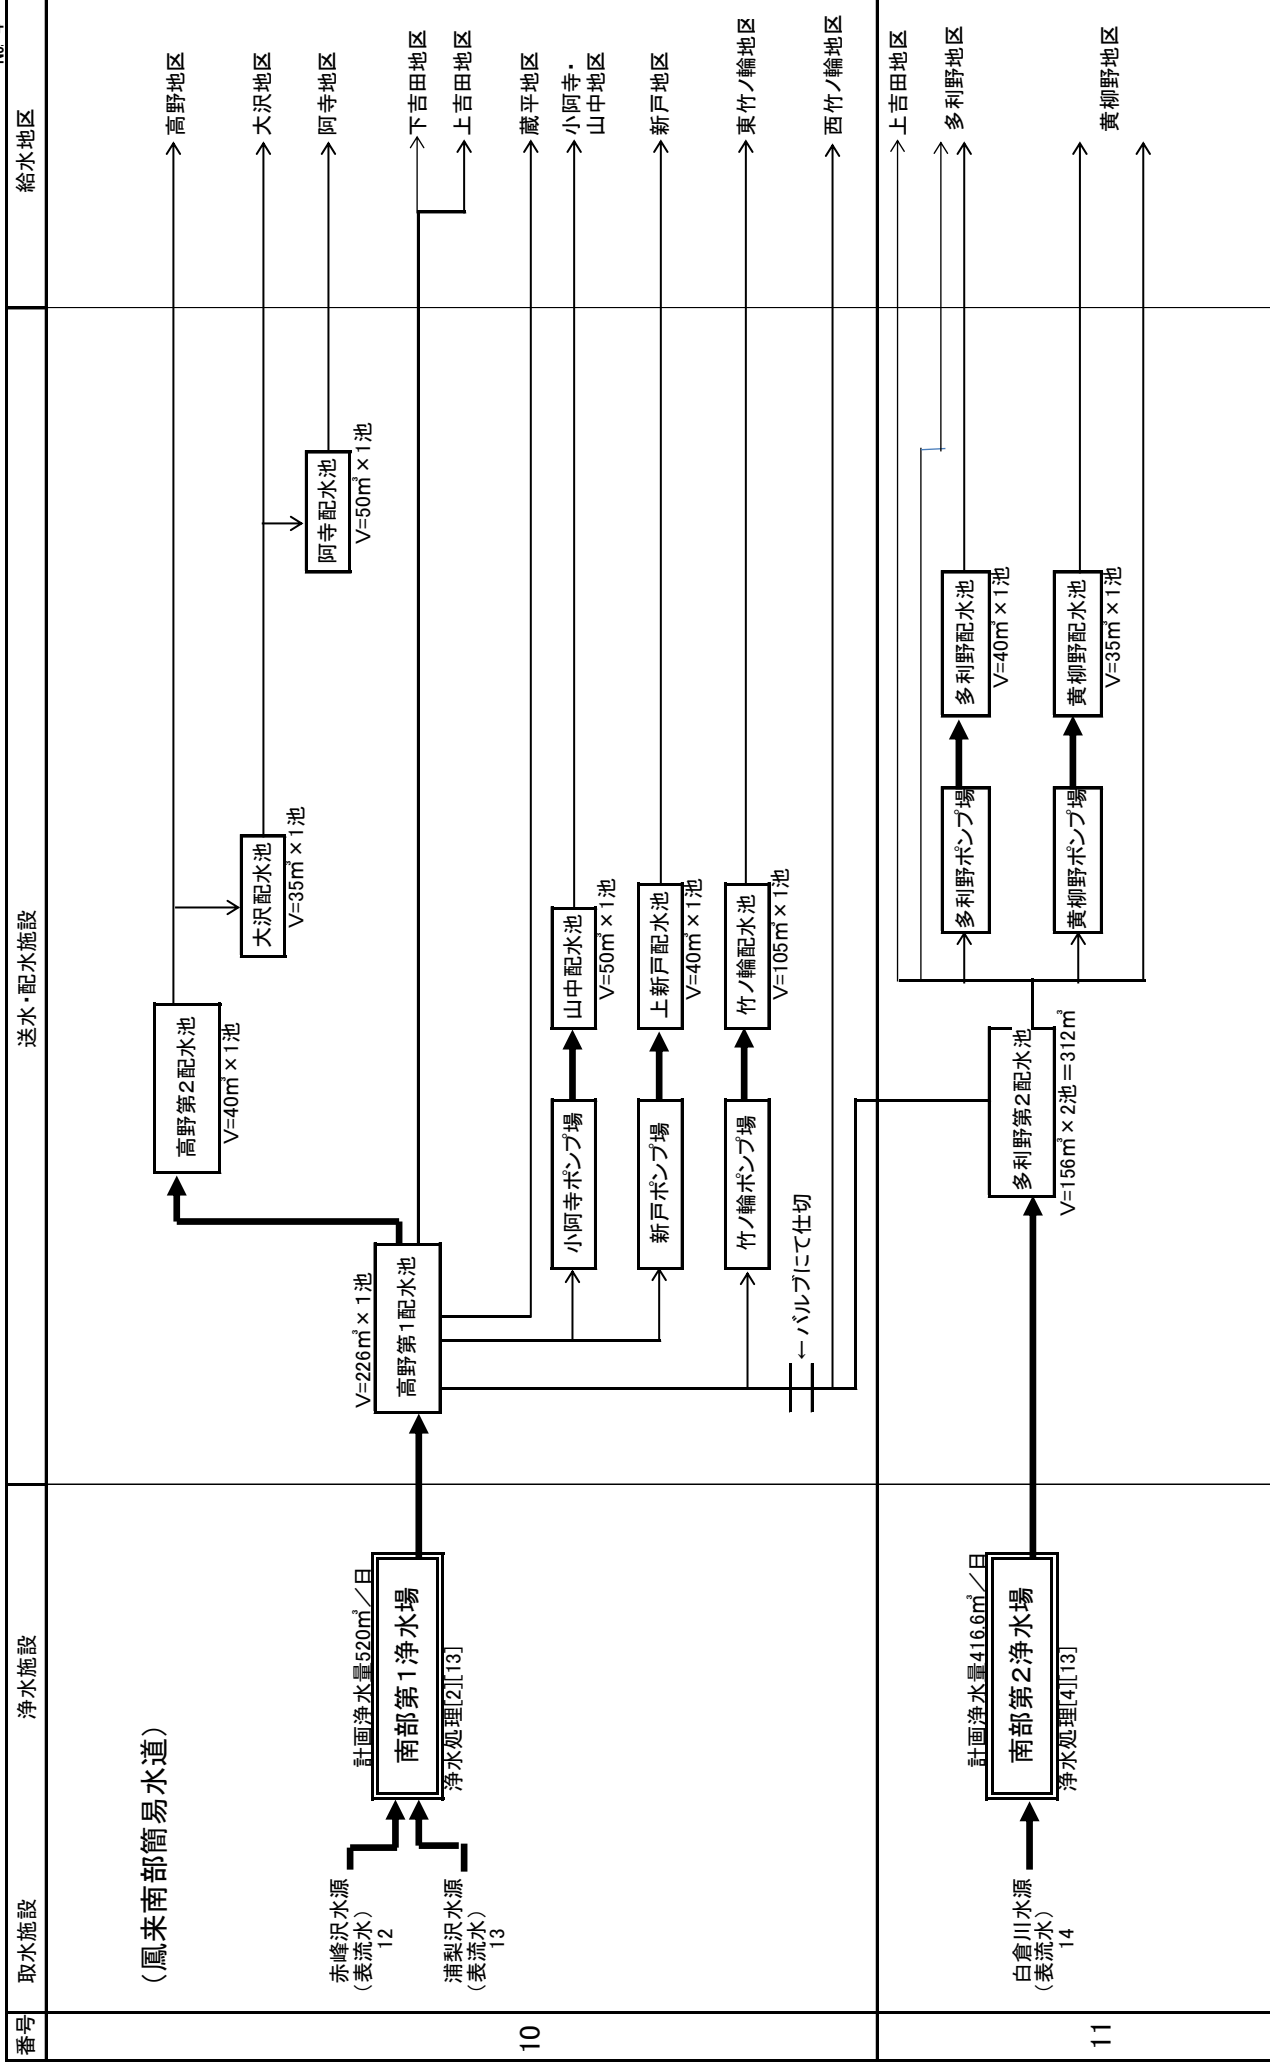 番号
取水施設
浄水施設
送水・配水施設
給水地区
10
（鳳来南部簡易水道）
赤峰沢水源
（表流水）
12
浦梨沢水源
（表流水）
13
計画浄水量520m³／日
南部第1浄水場
浄水処理[2][13]
V=226m³×1池
高野第1配水池
高野第2配水池
V=40m³×1池
大沢配水池
V=35m³×1池
阿寺配水池
V=50m³×1池
小阿寺ポンプ場
山中配水池
V=50m³×1池
新戸ポンプ場
上新戸配水池
V=40m³×1池
竹ノ輪ポンプ場
竹ノ輪配水池
V=105m³×1池
←バルブにて仕切
高野地区
大沢地区
阿寺地区
下吉田地区
上吉田地区
蔵平地区
小阿寺・
山中地区
新戸地区
東竹ノ輪地区
西竹ノ輪地区
11
白倉川水源
（表流水）
14
計画浄水量416.6m³／日
南部第2浄水場
浄水処理[4][13]
多利野第2配水池
V=156m³×2池＝312m³
多利野ポンプ場
多利野配水池
V=40m³×1池
黄柳野ポンプ場
黄柳野配水池
V=35m³×1池
上吉田地区
多利野地区
黄柳野地区